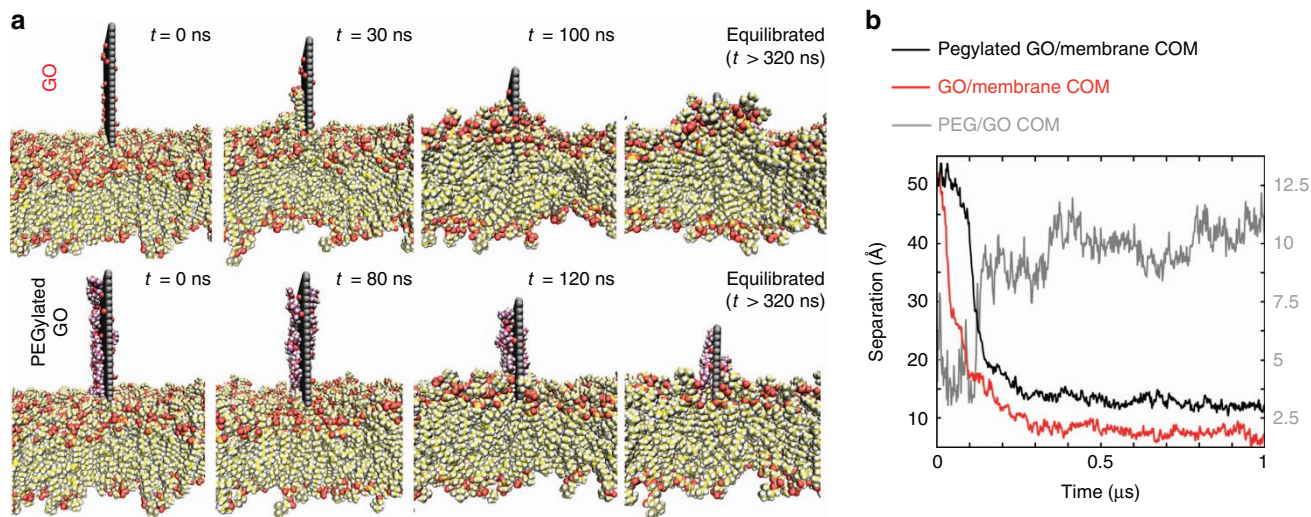 a
t = 0 ns
t = 30 ns
t = 100 ns
Equilibrated
(t > 320 ns)
GO
t = 0 ns
t = 80 ns
t = 120 ns
Equilibrated
(t > 320 ns)
PEGylated
GO
b
Pegylated GO/membrane COM
GO/membrane COM
PEG/GO COM
Separation (Å)
50
40
30
20
10
12.5
10
7.5
5
2.5
0
0.5
1
Time (μs)